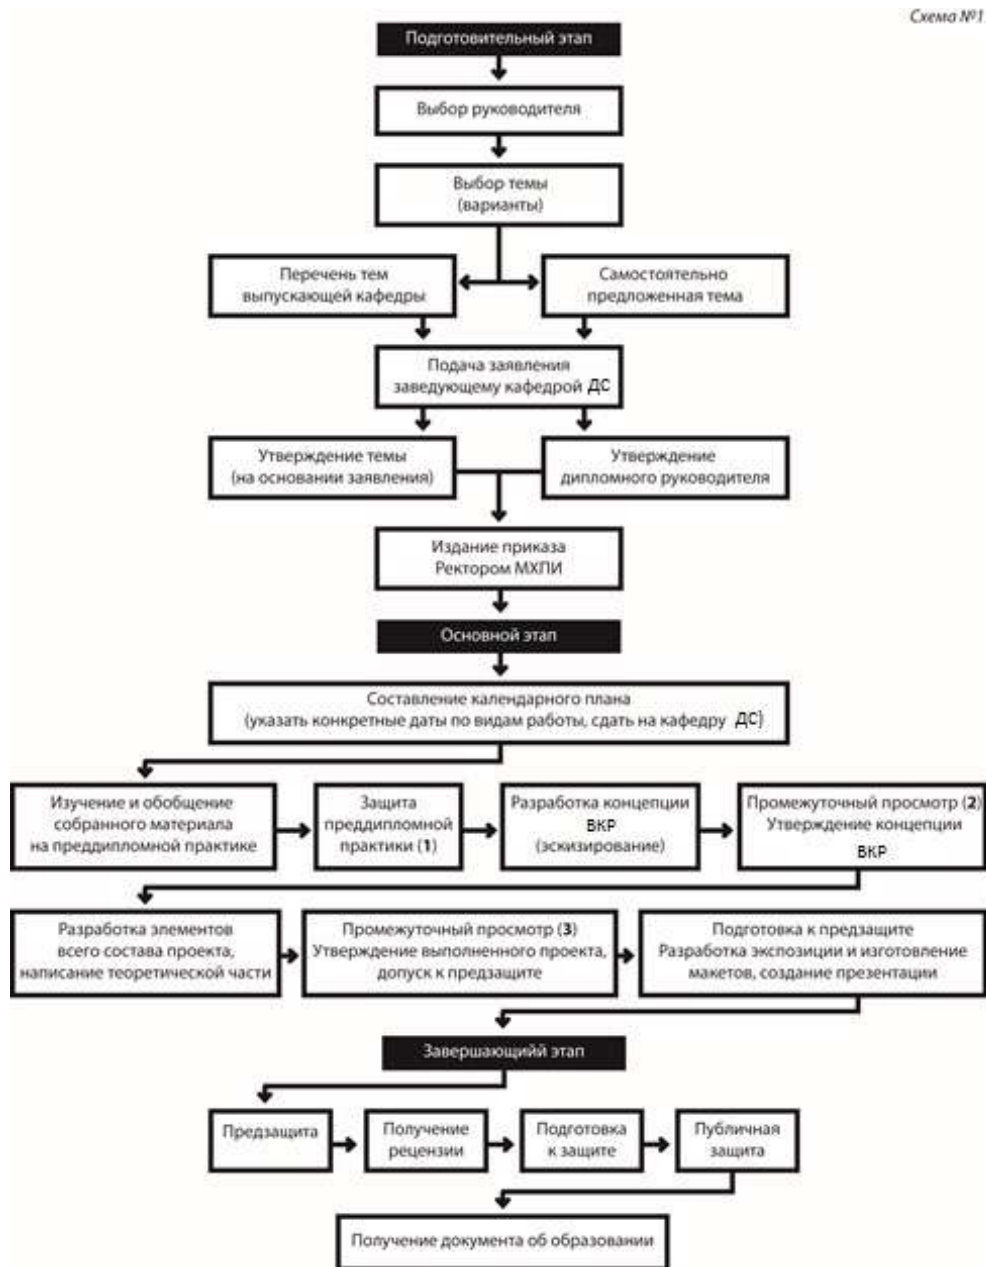 Схема №1
Подготовительный этап
Выбор руководителя
Выбор темы
(варианты)
Перечень тем
выпускающей кафедры
Самостоятельно
предложенная тема
Подача заявления
заведующему кафедрой ДС
Утверждение темы
(на основании заявления)
Утверждение
дипломного руководителя
Издание приказа
Ректором МХПИ
Основной этап
Составление календарного плана
(указать конкретные даты по видам работы, сдать на кафедру ДС)
Изучение и обобщение
собранного материала
на преддипломной практике
Защита
преддипломной
практики (1)
Разработка концепции
ВКР
(эскизирование)
Промежуточный просмотр (2)
Утверждение концепции
ВКР
Разработка элементов
всего состава проекта,
написание теоретической части
Промежуточный просмотр (3)
Утверждение выполненного проекта,
допуск к предзащите
Подготовка к предзащите
Разработка экспозиции и изготовление
макетов, создание презентации
Завершающийй этап
Предзащита
Получение
рецензии
Подготовка
к защите
Публичная
защита
Получение документа об образовании